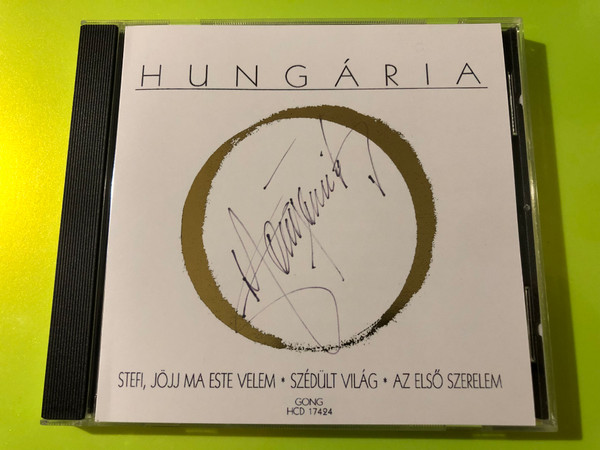 HUNGÁRIA
STEFI, JÖJJ MA ESTE VELEM • SZÉDÜLT VILÁG • AZ ELSŐ SZERELEM
GONG
HCD 17424